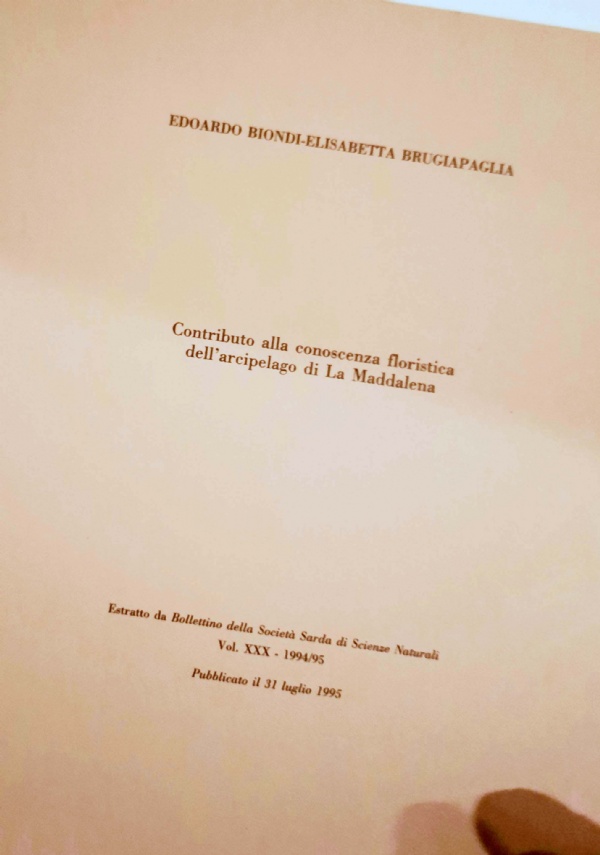 EDOARDO BIONDI-ELISABETTA BRUGIAPAGLIA
Contributo alla conoscenza floristica
dell'arcipelago di La Maddalena
Estratto da Bollettino della Società Sarda di Scienze Naturali
Vol. XXX - 1994/95
Pubblicato il 31 luglio 1995